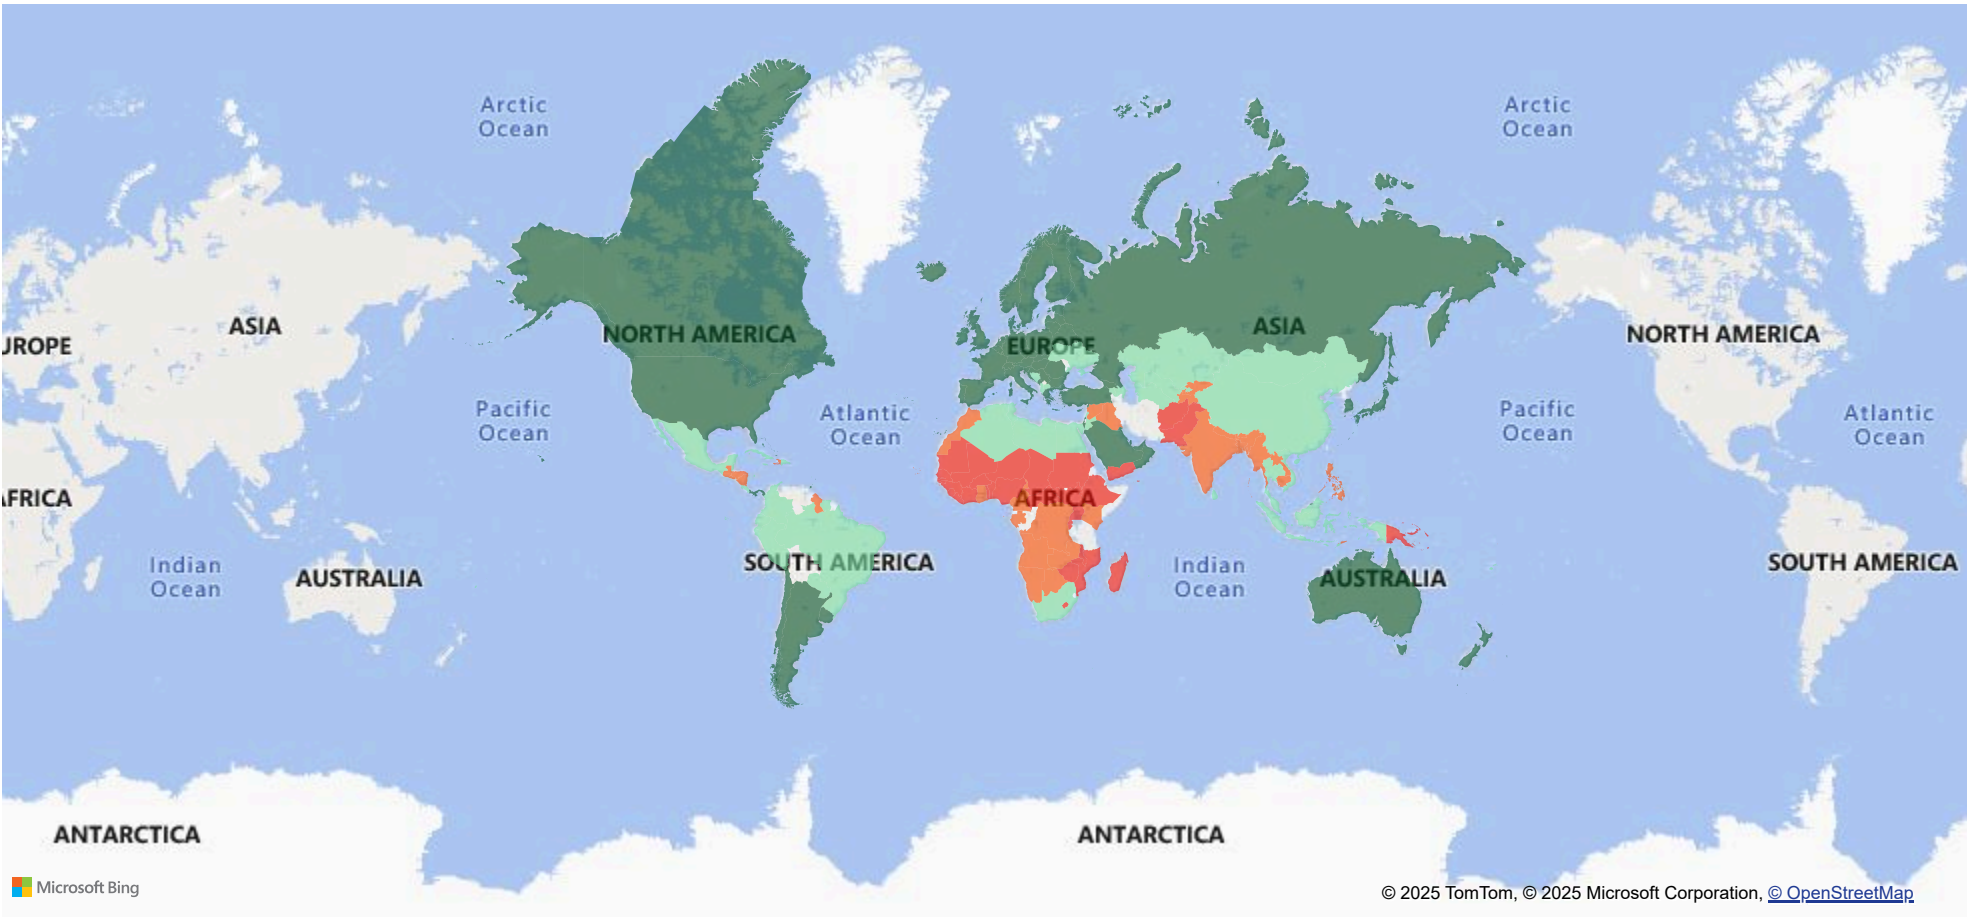 Arctic
Ocean
Arctic
Ocean
ASIA
NORTH AMERICA
ASIA
NORTH AMERICA
UROPE
EUROPE
Pacific
Ocean
Atlantic
Ocean
Pacific
Ocean
Atlantic
Ocean
AFRICA
AFRICA
SOUTH AMERICA
SOUTH AMERICA
Indian
Ocean
AUSTRALIA
Indian
Ocean
AUSTRALIA
ANTARCTICA
ANTARCTICA
Microsoft Bing
© 2025 TomTom, © 2025 Microsoft Corporation, © OpenStreetMap